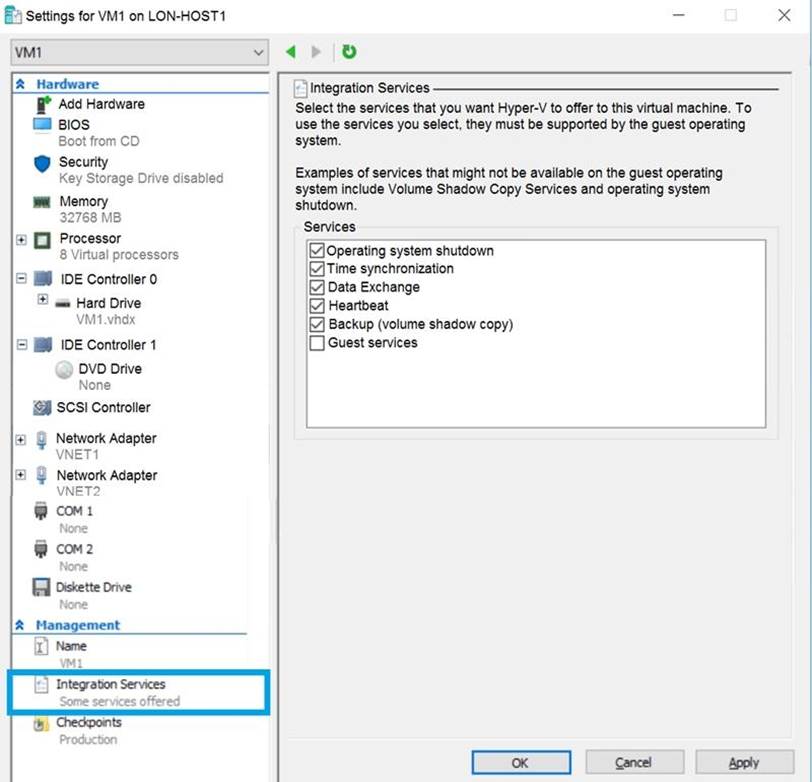 Settings for VM1 on LON-HOST1
VM1
Hardware
Add Hardware
BIOS
Boot from CD
Security
Key Storage Drive disabled
Memory
32768 MB
Processor
8 Virtual processors
IDE Controller 0
Hard Drive
VM1.vhdx
IDE Controller 1
DVD Drive
None
SCSI Controller
Network Adapter
VNET1
Network Adapter
VNET2
COM 1
None
COM 2
None
Diskette Drive
None
Management
Name
VM1
Integration Services
Some services offered
Checkpoints
Production
Integration Services
Select the services that you want Hyper-V to offer to this virtual machine. To
use the services you select, they must be supported by the guest operating
system.
Examples of services that might not be available on the guest operating
system include Volume Shadow Copy Services and operating system
shutdown.
Services
Operating system shutdown
Time synchronization
Data Exchange
Heartbeat
Backup (volume shadow copy)
Guest services
OK
Cancel
Apply